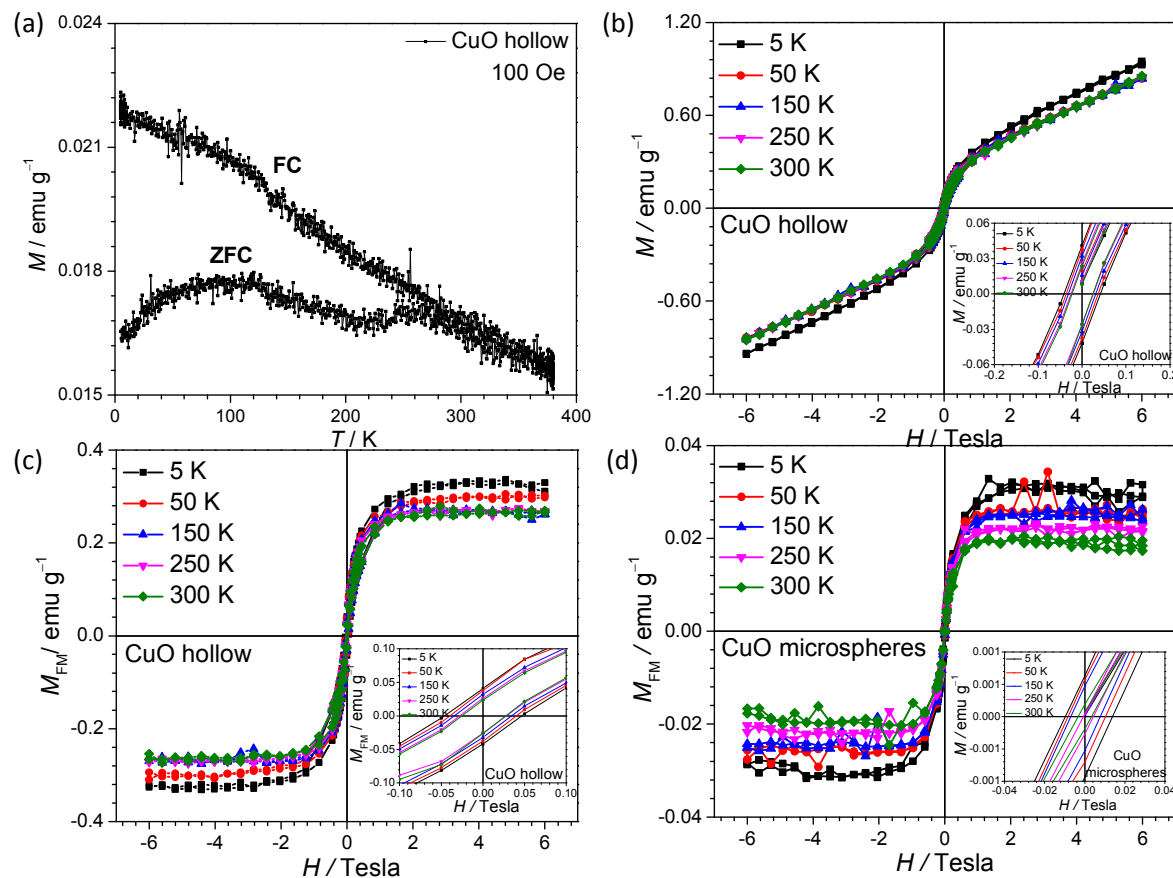 (a)
0.024
0.021
0.018
0.015
M / emu g⁻¹
CuO hollow
100 Oe
FC
ZFC
0 100 200 300 400
T / K
(b)
1.20
0.60
0.00
-0.60
-1.20
M / emu g⁻¹
5 K
50 K
150 K
250 K
300 K
CuO hollow
-6 -4 -2 0 2 4 6
H / Tesla
0.06
0.03
0.00
-0.03
-0.06
M / emu g⁻¹
5 K
50 K
150 K
250 K
300 K
CuO hollow
-0.2 -0.1 0.0 0.1 0.2
H / Tesla
(c)
0.4
0.2
0.0
-0.2
-0.4
M_FM / emu g⁻¹
5 K
50 K
150 K
250 K
300 K
CuO hollow
-6 -4 -2 0 2 4 6
H / Tesla
0.10
0.05
0.00
-0.05
-0.10
M_FM / emu g⁻¹
5 K
50 K
150 K
250 K
300 K
CuO hollow
-0.10 -0.05 0.00 0.05 0.10
H / Tesla
(d)
0.04
0.02
0.00
-0.02
-0.04
M_FM / emu g⁻¹
5 K
50 K
150 K
250 K
300 K
CuO microspheres
-6 -4 -2 0 2 4 6
H / Tesla
0.001
0.001
0.000
-0.001
-0.001
M / emu g⁻¹
5 K
50 K
150 K
250 K
300 K
CuO
microspheres
-0.04 -0.02 0.00 0.02 0.04
H / Tesla